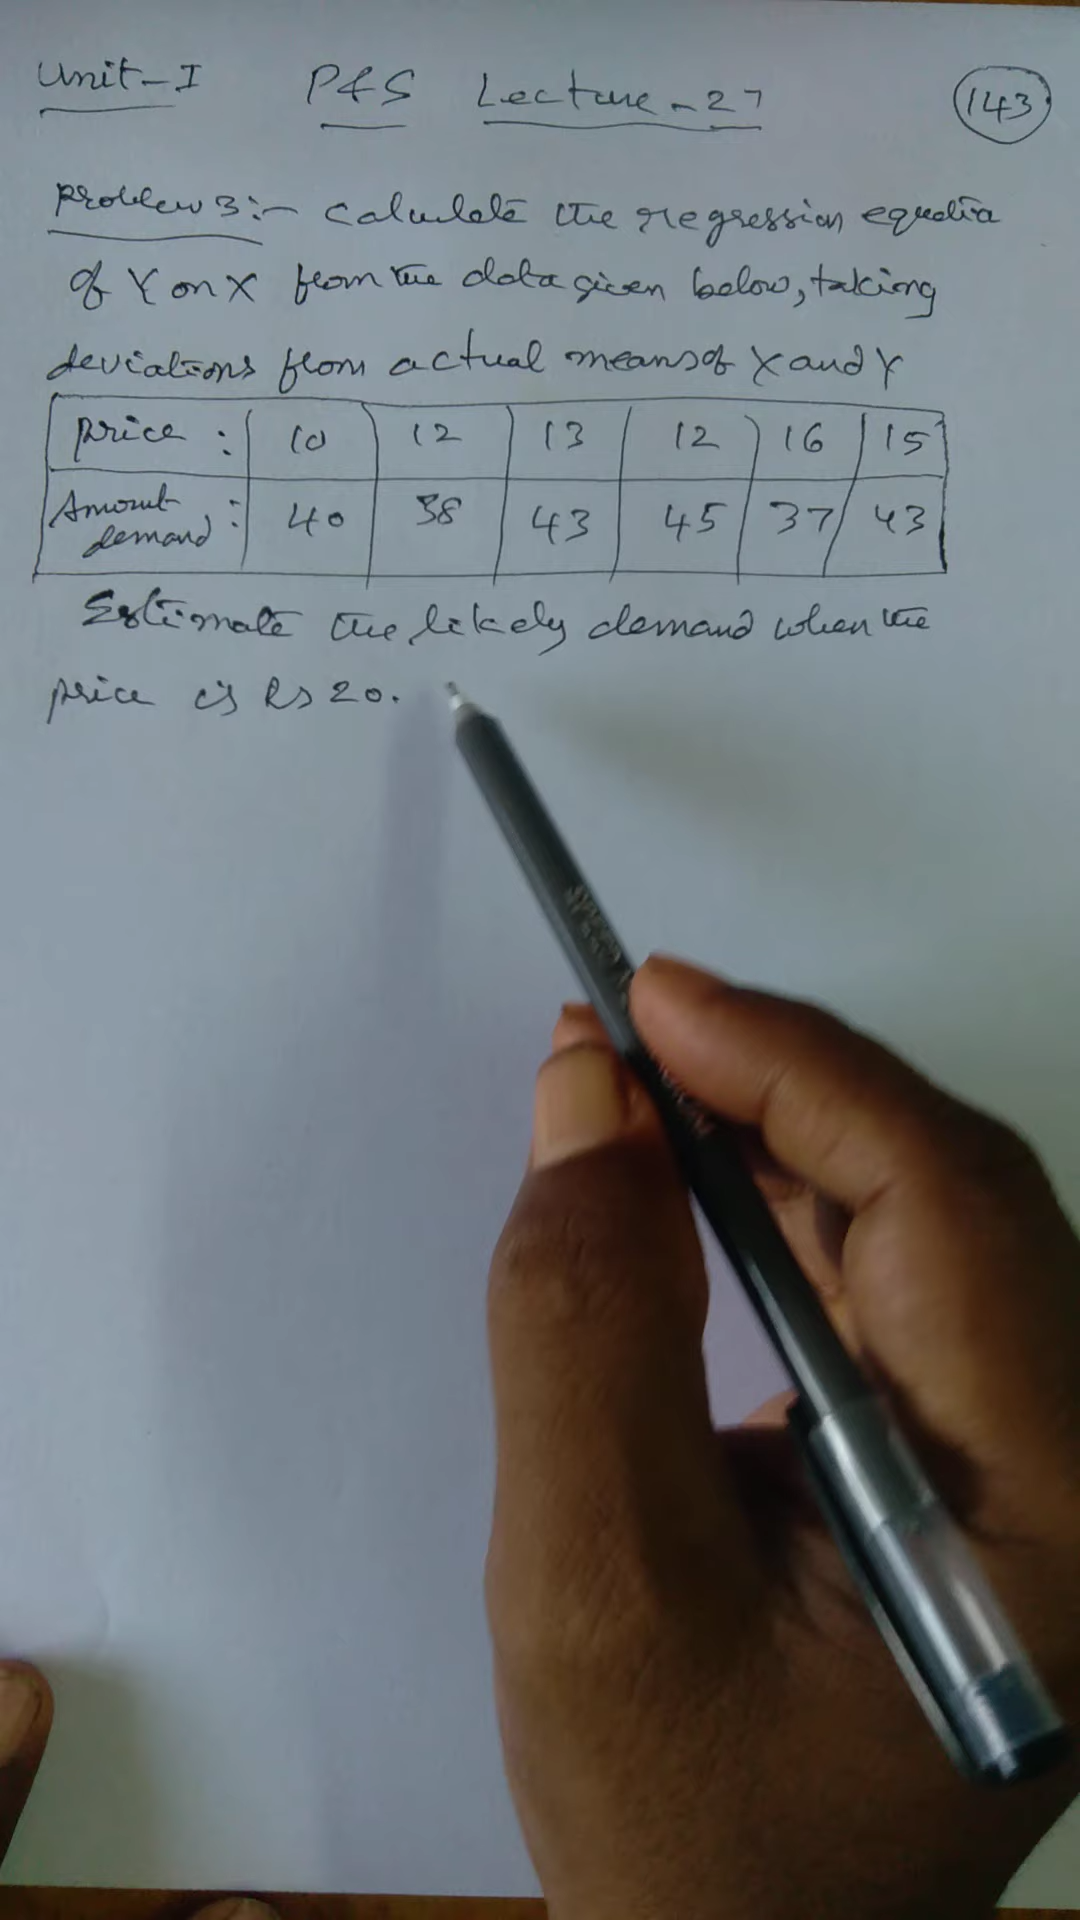 Unit-I P&S Lecture-27 143
Problem 3:- Calculate the regression equation
of Y on X from the data given below, taking
deviations from actual means of X and Y
Price : 10 12 13 12 16 15
Amount demand : 40 38 43 45 37 43
Estimate the likely demand when the
price is Rs 20.